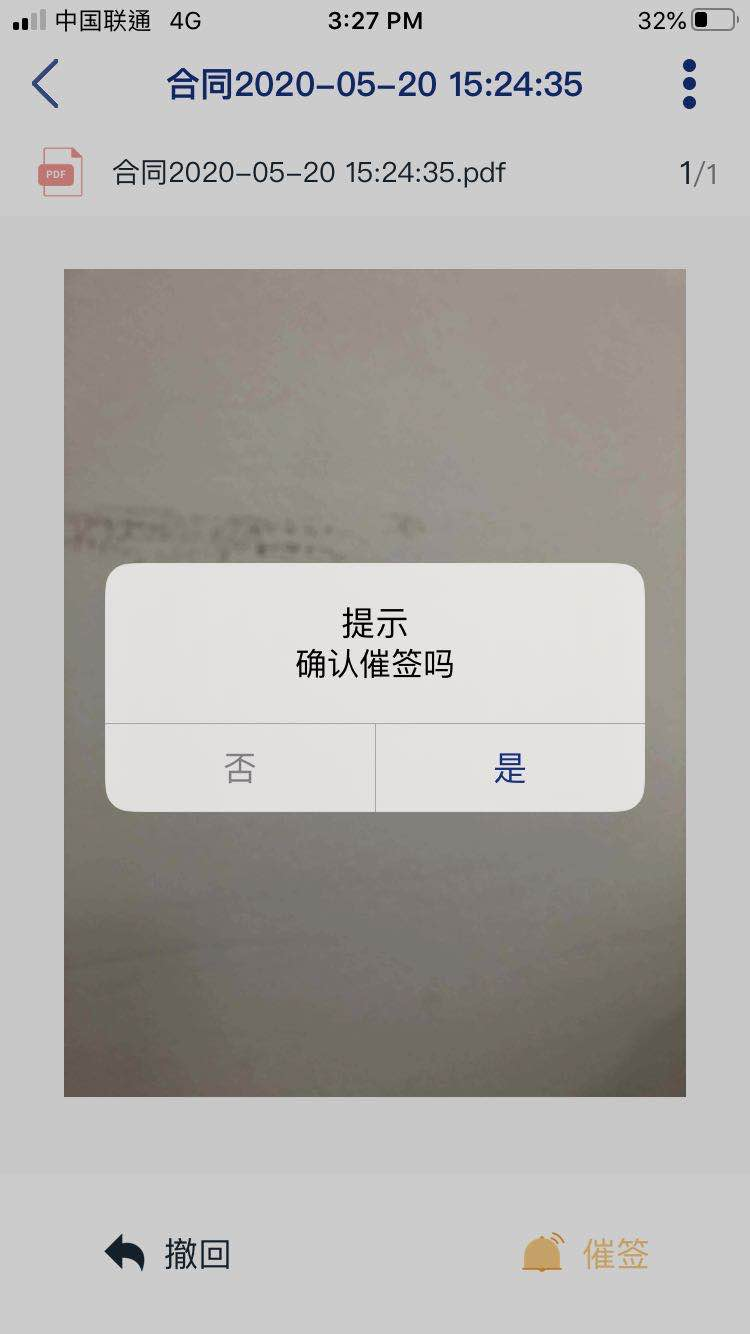 中国联通 4G 3:27 PM 32%
合同2020-05-20 15:24:35
PDF 合同2020-05-20 15:24:35.pdf 1/1
提示
确认催签吗
否 是
撤回 催签